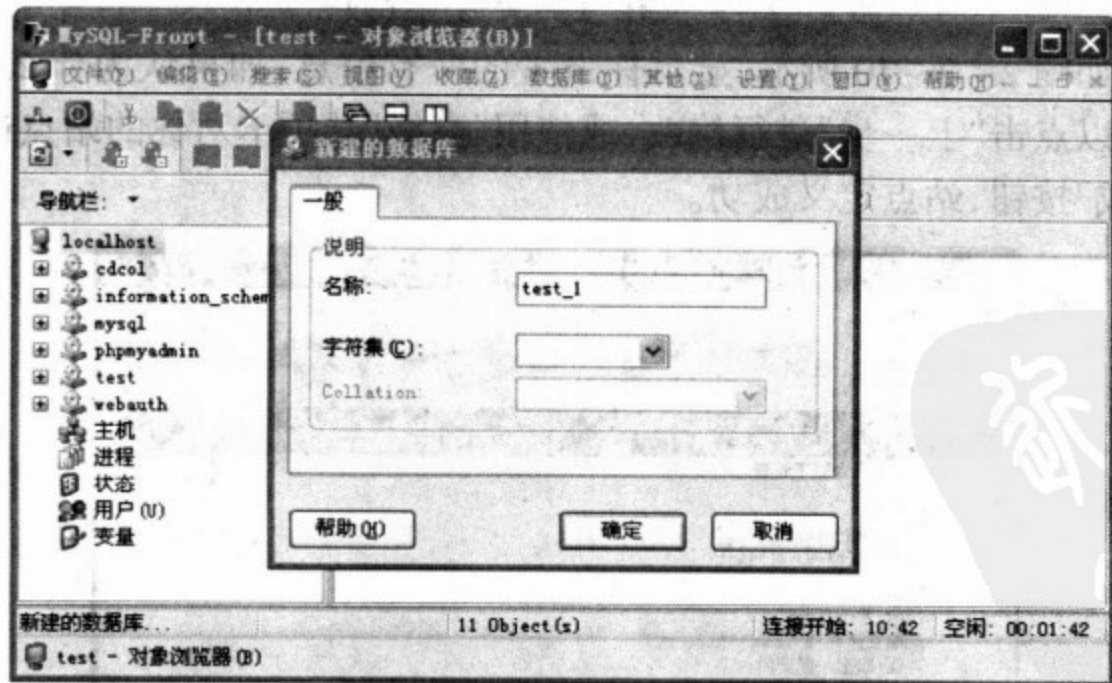 MySQL-Front - [test - 对象浏览器(B)]
文件(F) 编辑(E) 搜索(S) 视图(V) 收藏(Z) 数据库(D) 其他(X) 设置(Y) 窗口(W) 帮助(H)
新建的数据库
导航栏:
一般
localhost
cdcol
information_schem
mysql
phpmyadmin
test
webauth
主机
进程
状态
用户(U)
变量
说明
名称: test_1
字符集(C):
Collation:
帮助(H) 确定 取消
新建的数据库... 11 Object(s) 连接开始: 10:42 空闲: 00:01:42
test - 对象浏览器(B)